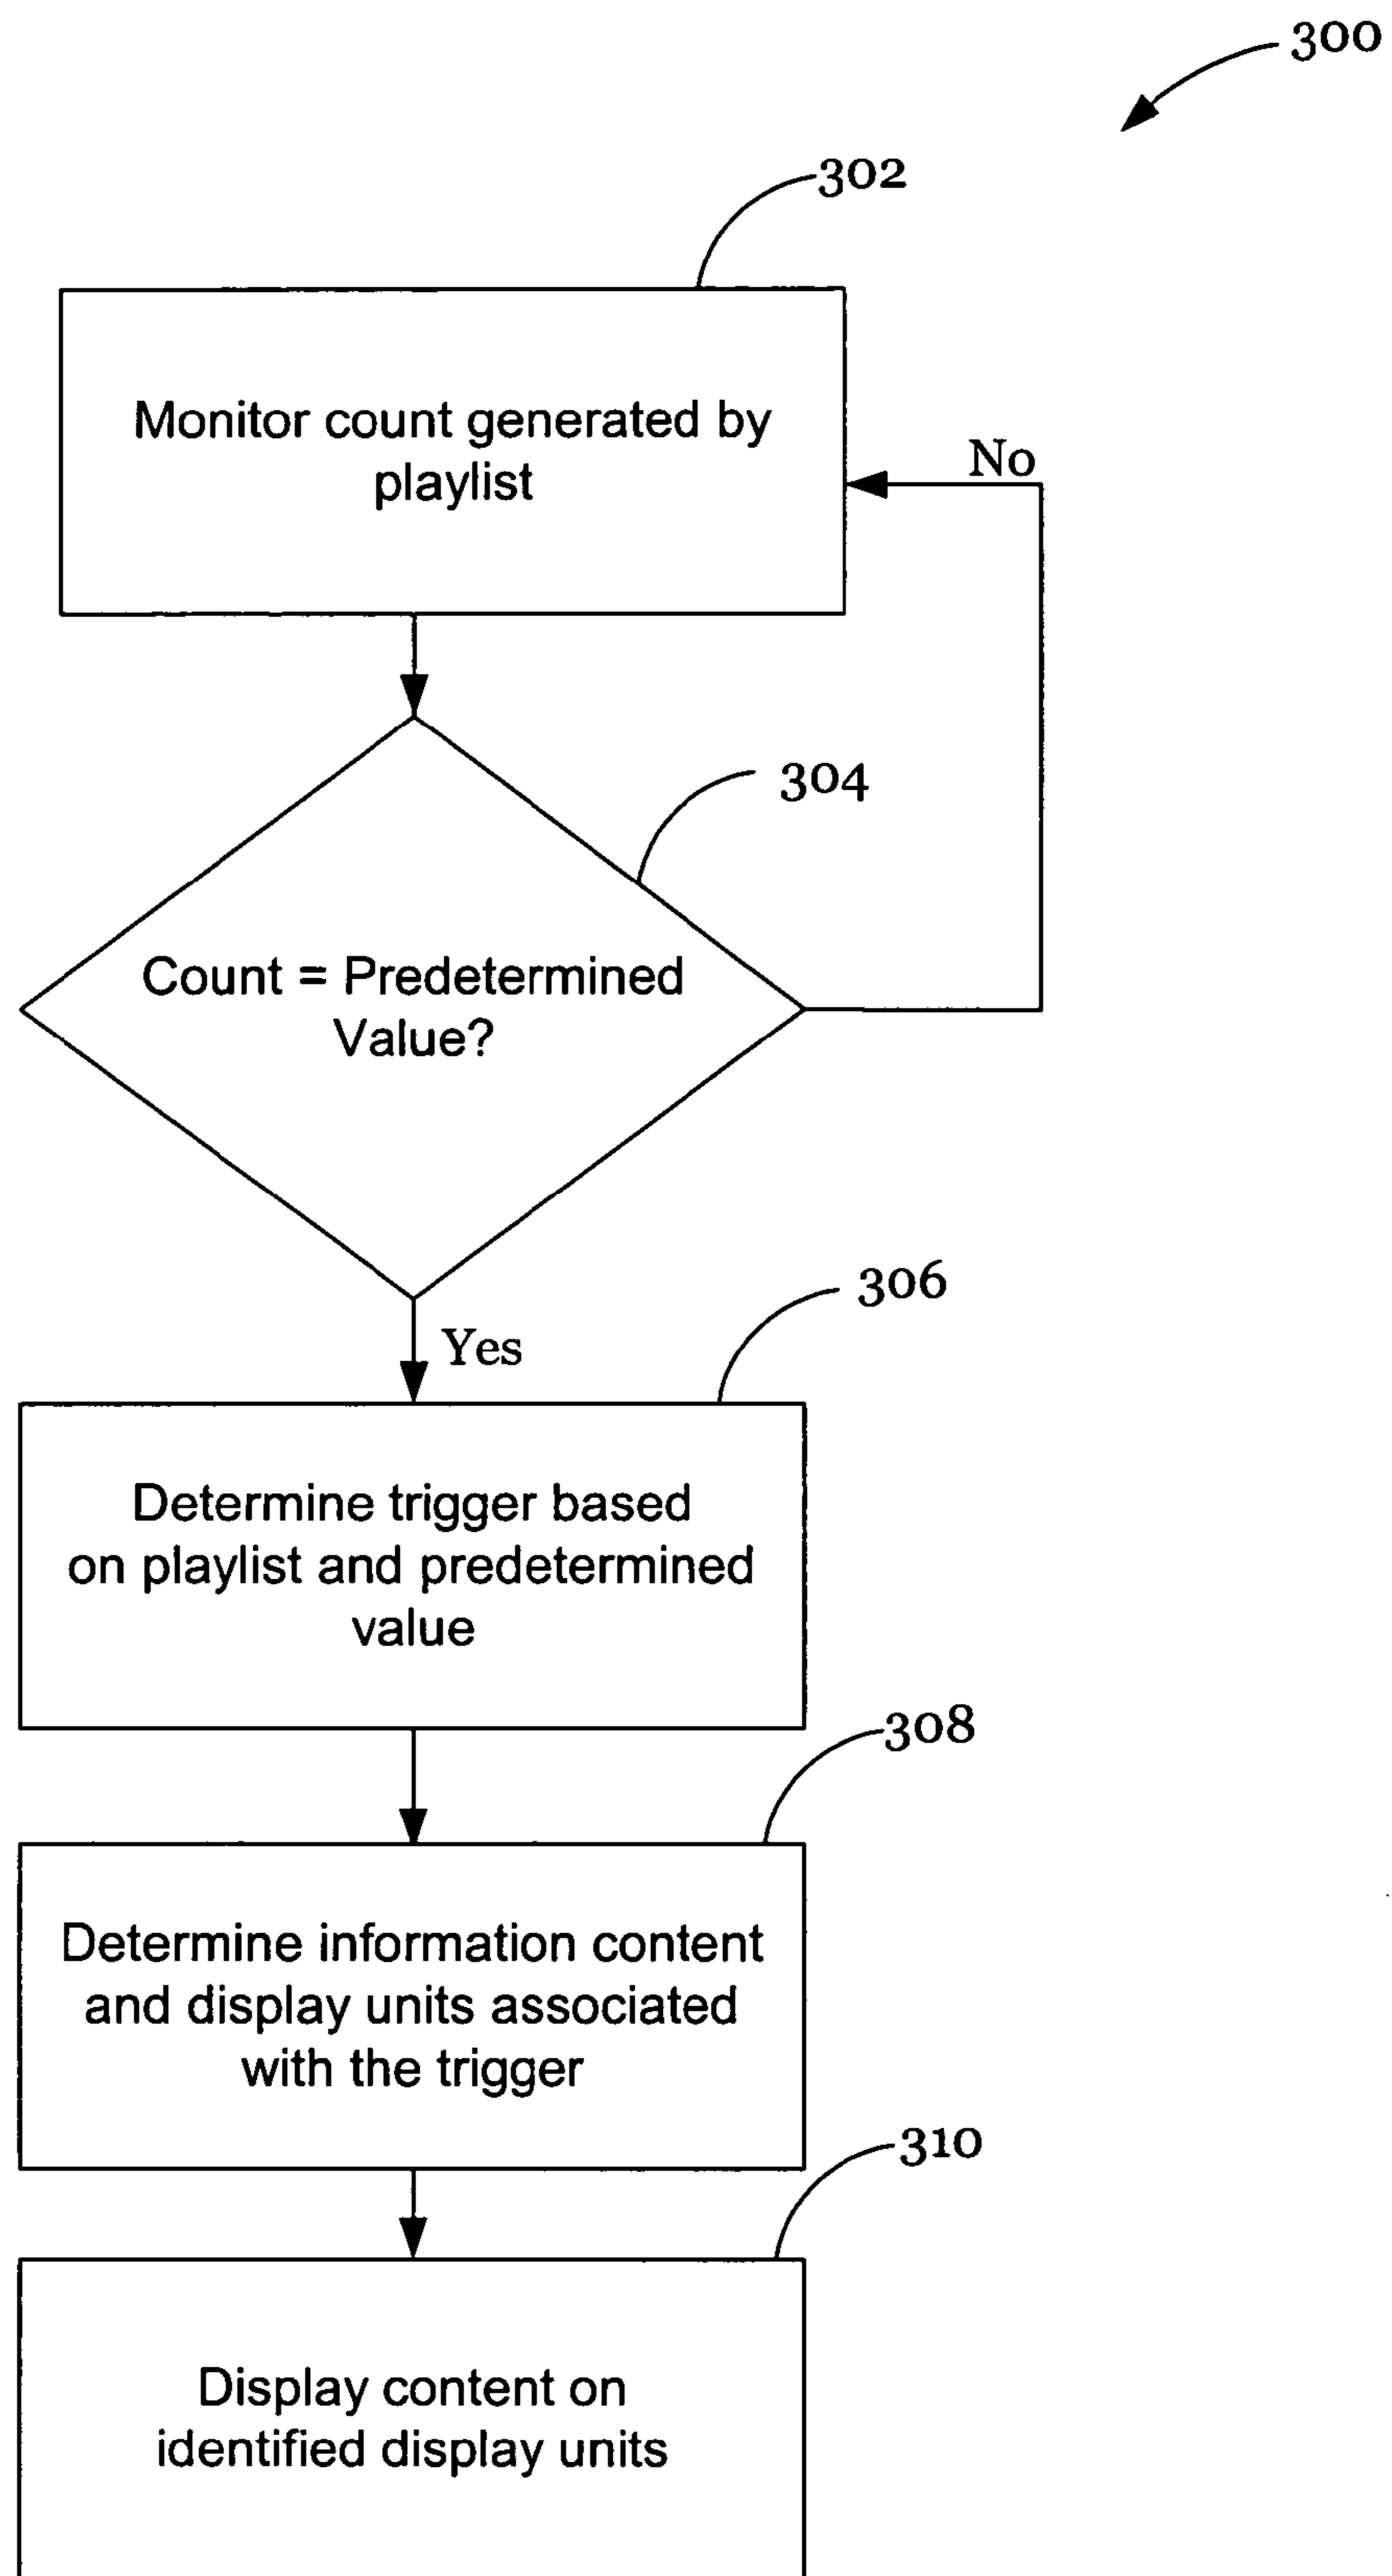 300
302
Monitor count generated by
playlist
No
304
Count = Predetermined
Value?
306
Yes
Determine trigger based
on playlist and predetermined
value
308
Determine information content
and display units associated
with the trigger
310
Display content on
identified display units